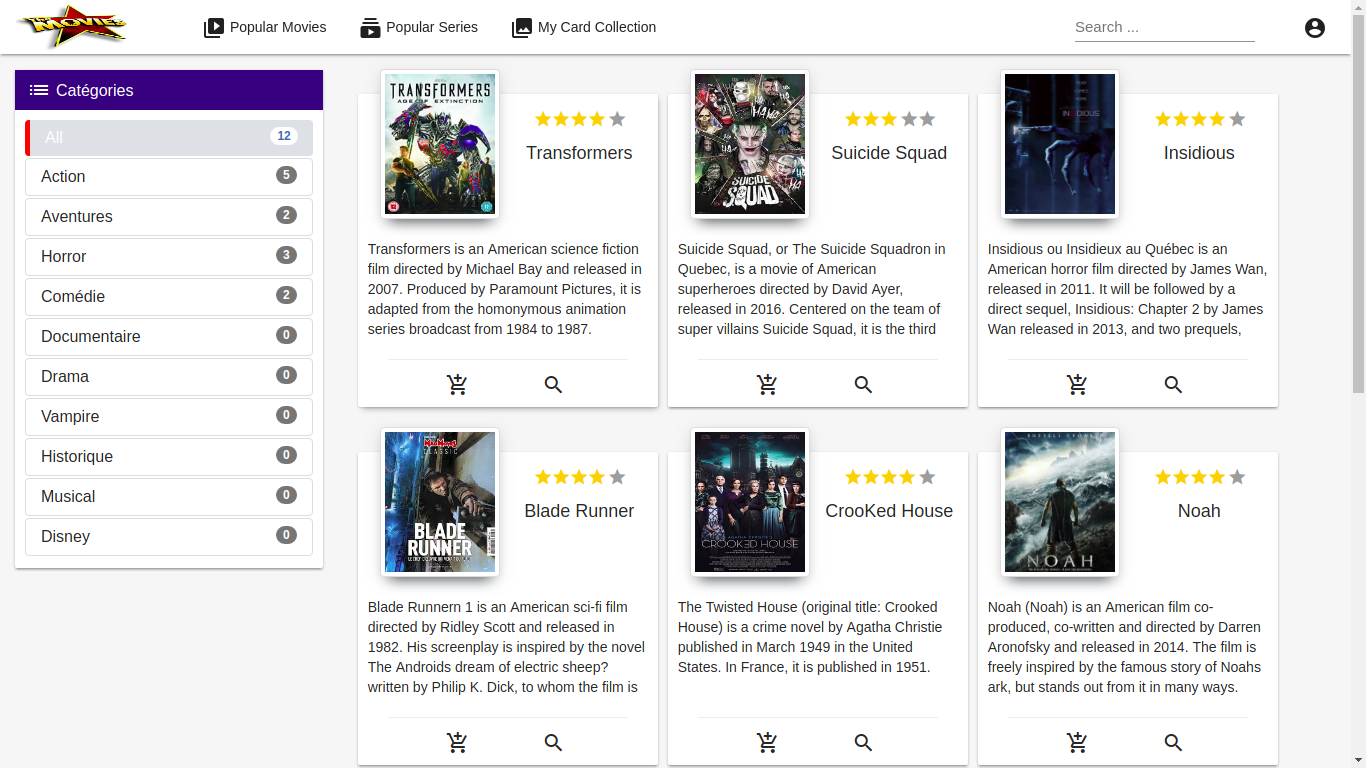 THE MOVIES
Popular Movies
Popular Series
My Card Collection
Search ...
Catégories
All 12
Action 5
Aventures 2
Horror 3
Comédie 2
Documentaire 0
Drama 0
Vampire 0
Historique 0
Musical 0
Disney 0
TRANSFORMERS
AGE OF EXTINCTION
Transformers
Transformers is an American science fiction
film directed by Michael Bay and released in
2007. Produced by Paramount Pictures, it is
adapted from the homonymous animation
series broadcast from 1984 to 1987.
HAHA
SUICIDE
SQUAD
Suicide Squad
Suicide Squad, or The Suicide Squadron in
Quebec, is a movie of American
superheroes directed by David Ayer,
released in 2016. Centered on the team of
super villains Suicide Squad, it is the third
INSIDIOUS
Insidious
Insidious ou Insidieux au Québec is an
American horror film directed by James Wan,
released in 2011. It will be followed by a
direct sequel, Insidious: Chapter 2 by James
Wan released in 2013, and two prequels,
CLASSIC
BLADE
RUNNER
Blade Runner
Blade Runnern 1 is an American sci-fi film
directed by Ridley Scott and released in
1982. His screenplay is inspired by the novel
The Androids dream of electric sheep?
written by Philip K. Dick, to whom the film is
AGATHA CHRISTIE'S
CROOKED HOUSE
CrooKed House
The Twisted House (original title: Crooked
House) is a crime novel by Agatha Christie
published in March 1949 in the United
States. In France, it is published in 1951.
RUSSELL CROWE
NOAH
Noah
Noah (Noah) is an American film co-
produced, co-written and directed by Darren
Aronofsky and released in 2014. The film is
freely inspired by the famous story of Noahs
ark, but stands out from it in many ways.